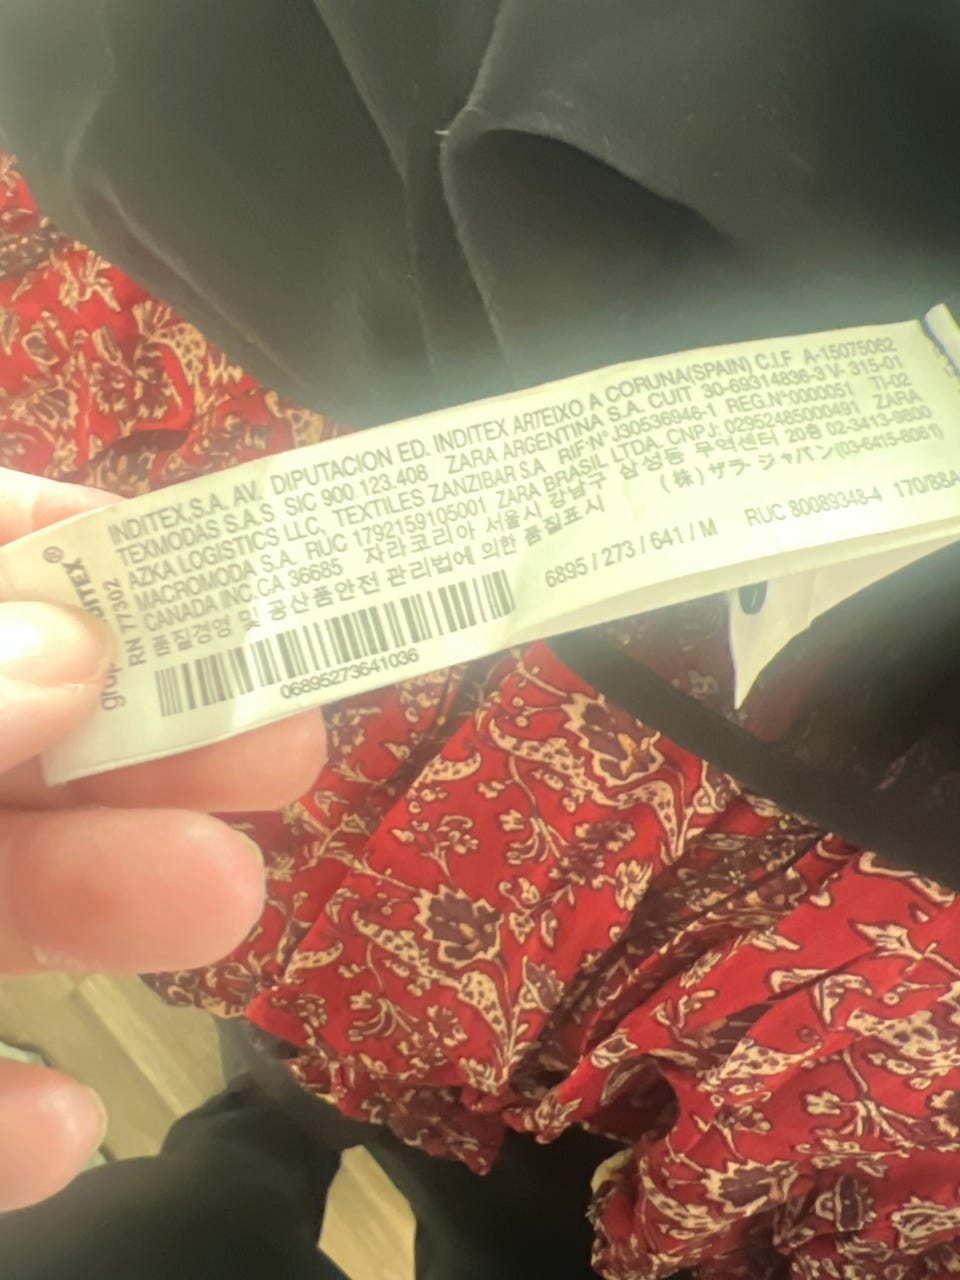 INDITEX.S.A. AV. DIPUTACION ED. INDITEX ARTEIXO A CORUNA(SPAIN) C.I.F A-15075062
TEXMODAS S.A.S SIC 900.123.408 ZARA ARGENTINA S.A. CUIT 30-69314836-3 V- 315-01
AZKA LOGISTICS LLC, TEXTILES ZANZIBAR S.A RIF-Nº J30536946-1 REG.Nº000051 TI-02
MACROMODA S.A. RUC 1792159105001 ZARA BRASIL LTDA. CNPJ: 02952485000491 ZARA
CANADA INC.CA 36685 자라코리아 서울시 강남구 삼성동 무역센터 20층 02-3413-9800
품질경영 및 공산품안전 관리법에 의한 품질표시 (株) ザラ ジャパン(03-6415-8061)
6895 / 273 / 641 / M RUC 80089348-4 170/88A
06895273641036
RN 77302